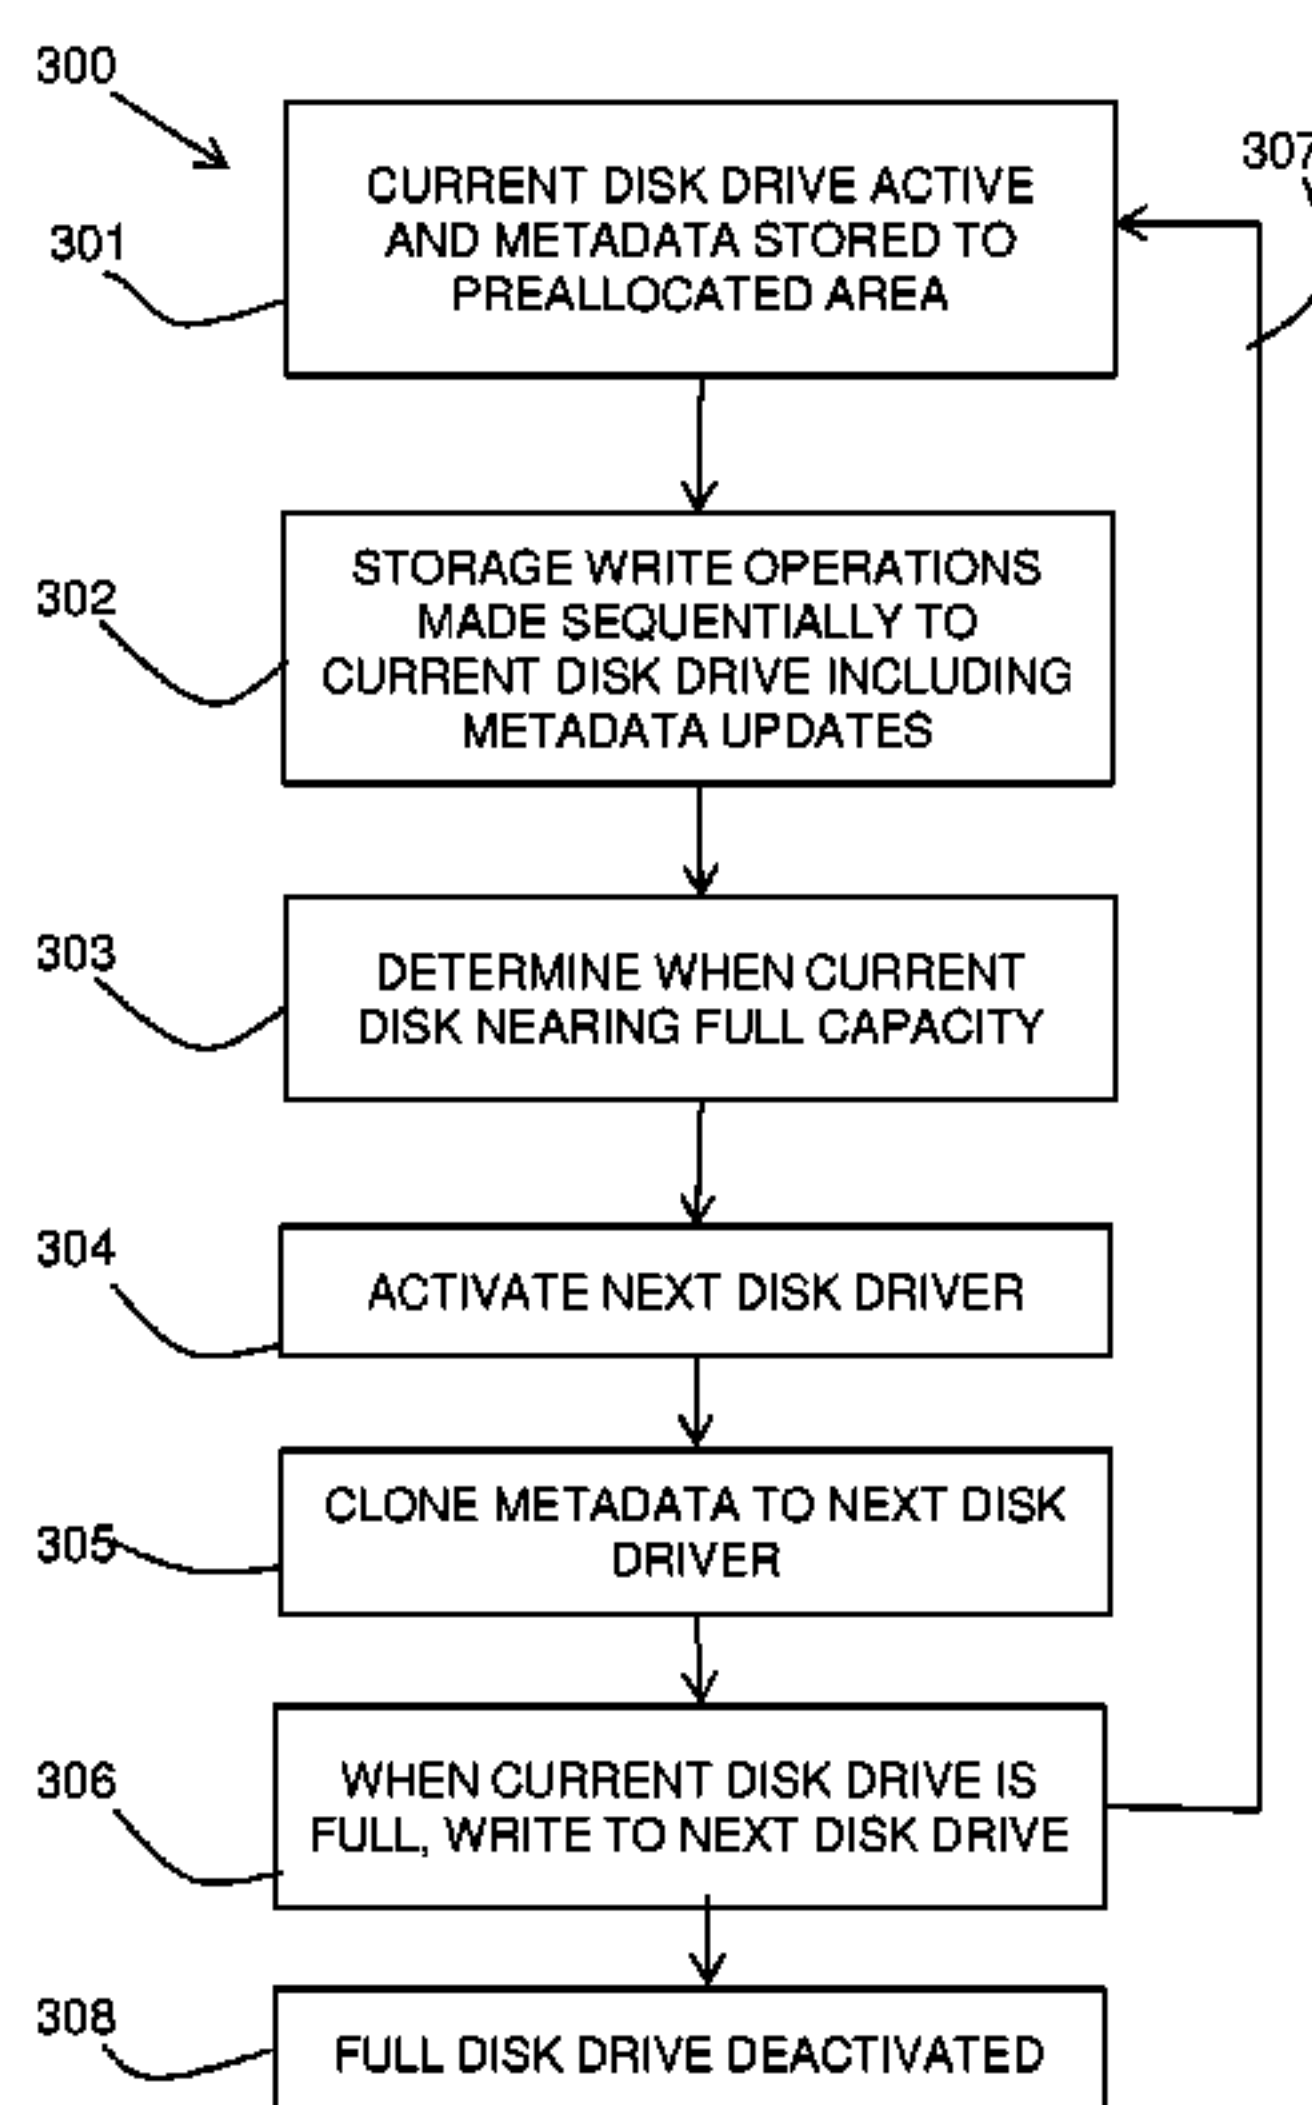 300
CURRENT DISK DRIVE ACTIVE
AND METADATA STORED TO
PREALLOCATED AREA
307
301
STORAGE WRITE OPERATIONS
MADE SEQUENTIALLY TO
CURRENT DISK DRIVE INCLUDING
METADATA UPDATES
302
303
DETERMINE WHEN CURRENT
DISK NEARING FULL CAPACITY
304
ACTIVATE NEXT DISK DRIVER
305
CLONE METADATA TO NEXT DISK
DRIVER
306
WHEN CURRENT DISK DRIVE IS
FULL, WRITE TO NEXT DISK DRIVE
308
FULL DISK DRIVE DEACTIVATED